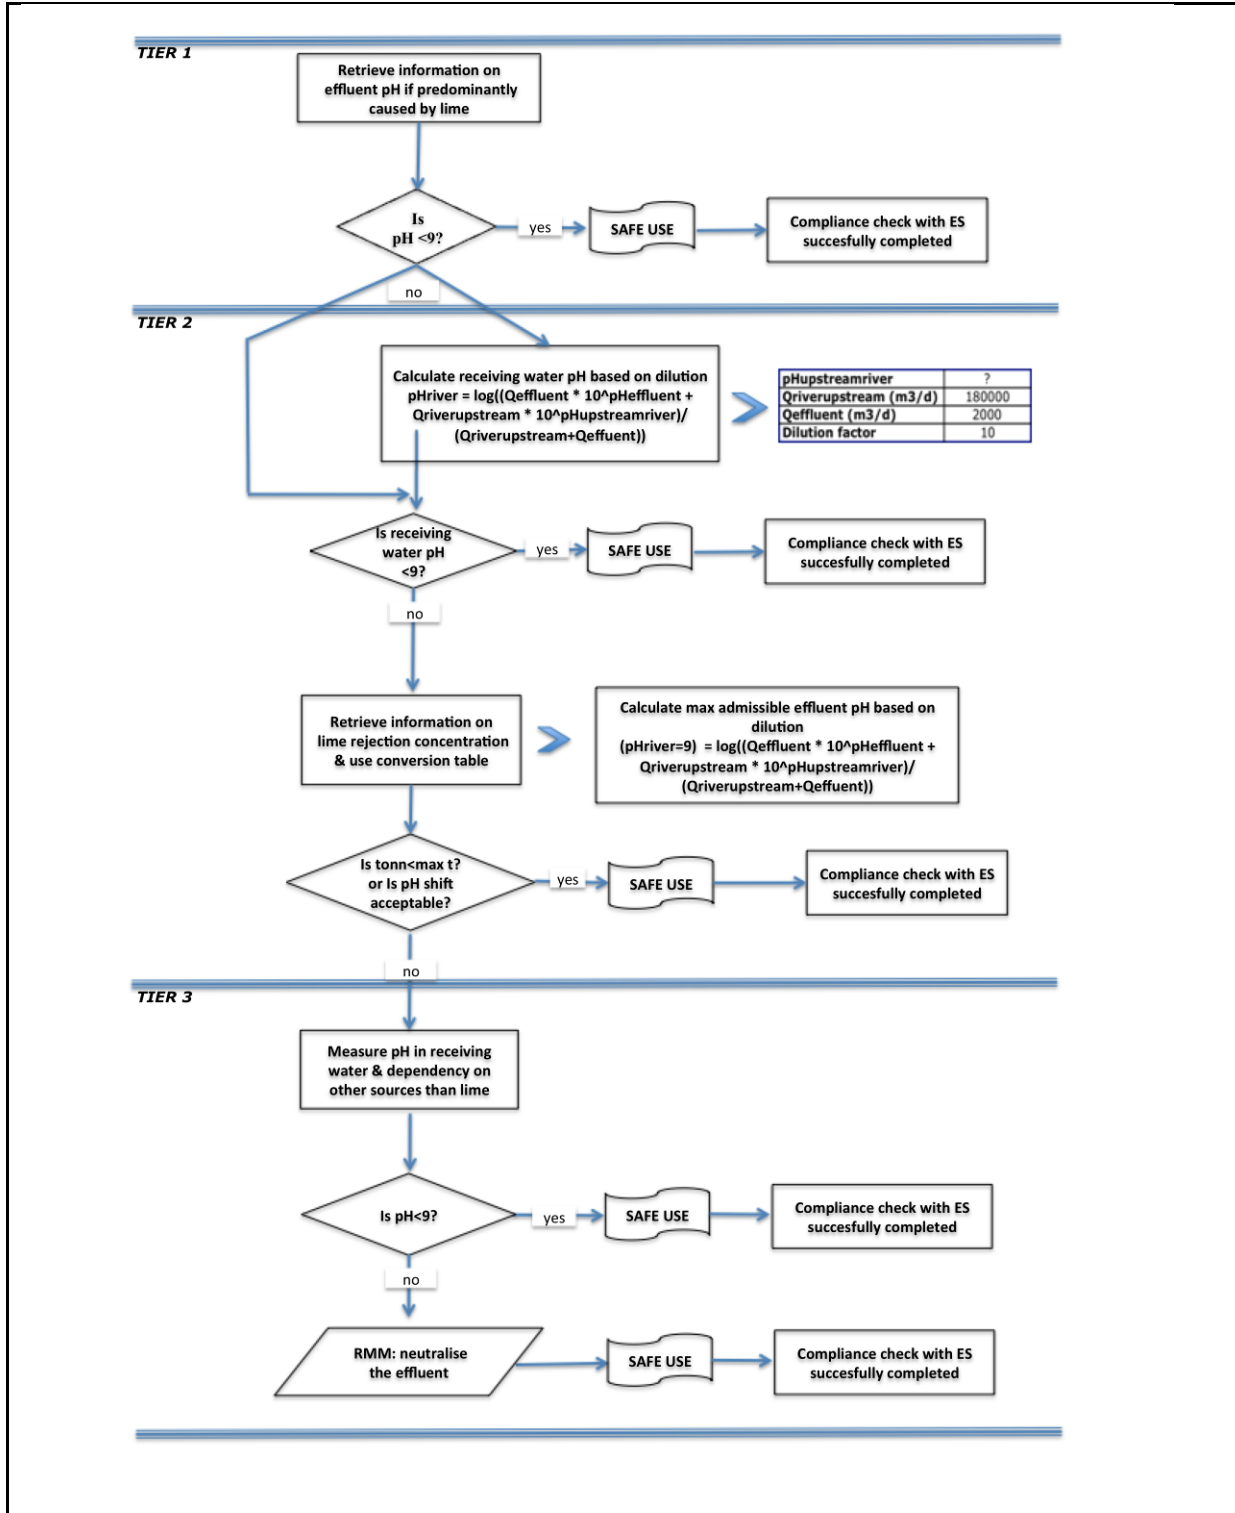 TIER 1
Retrieve information on
effluent pH if predominantly
caused by lime
Is
pH <9?
yes
SAFE USE
Compliance check with ES
succesfully completed
no
TIER 2
Calculate receiving water pH based on dilution
pHriver = log((Qeffluent * 10^pHeffluent +
Qriverupstream * 10^pHupstreamriver)/
(Qriverupstream+Qeffuent))
pHupstreamriver ?
Qriverupstream (m3/d) 180000
Qeffluent (m3/d) 2000
Dilution factor 10
Is receiving
water pH
<9?
yes
SAFE USE
Compliance check with ES
succesfully completed
no
Retrieve information on
lime rejection concentration
& use conversion table
Calculate max admissible effluent pH based on
dilution
(pHriver=9) = log((Qeffluent * 10^pHeffluent +
Qriverupstream * 10^pHupstreamriver)/
(Qriverupstream+Qeffuent))
Is tonn<max t?
or Is pH shift
acceptable?
yes
SAFE USE
Compliance check with ES
succesfully completed
no
TIER 3
Measure pH in receiving
water & dependency on
other sources than lime
Is pH<9?
yes
SAFE USE
Compliance check with ES
succesfully completed
no
RMM: neutralise
the effluent
SAFE USE
Compliance check with ES
succesfully completed